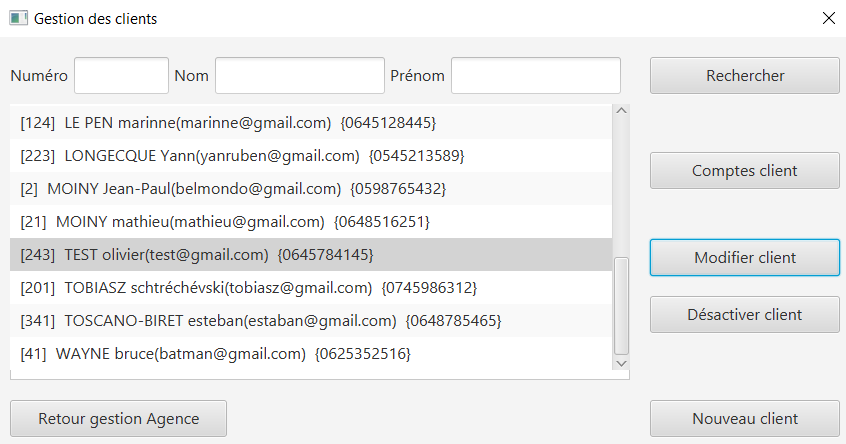 Gestion des clients
Numéro Nom Prénom Rechercher
[124] LE PEN marinne(marinne@gmail.com) {0645128445}
[223] LONGECQUE Yann(yanruben@gmail.com) {0545213589}
Comptes client
[2] MOINY Jean-Paul(belmondo@gmail.com) {0598765432}
[21] MOINY mathieu(mathieu@gmail.com) {0648516251}
[243] TEST olivier(test@gmail.com) {0645784145}
Modifier client
[201] TOBIASZ schtréchévski(tobiasz@gmail.com) {0745986312}
[341] TOSCANO-BIRET esteban(estaban@gmail.com) {0648785465}
Désactiver client
[41] WAYNE bruce(batman@gmail.com) {0625352516}
Retour gestion Agence Nouveau client